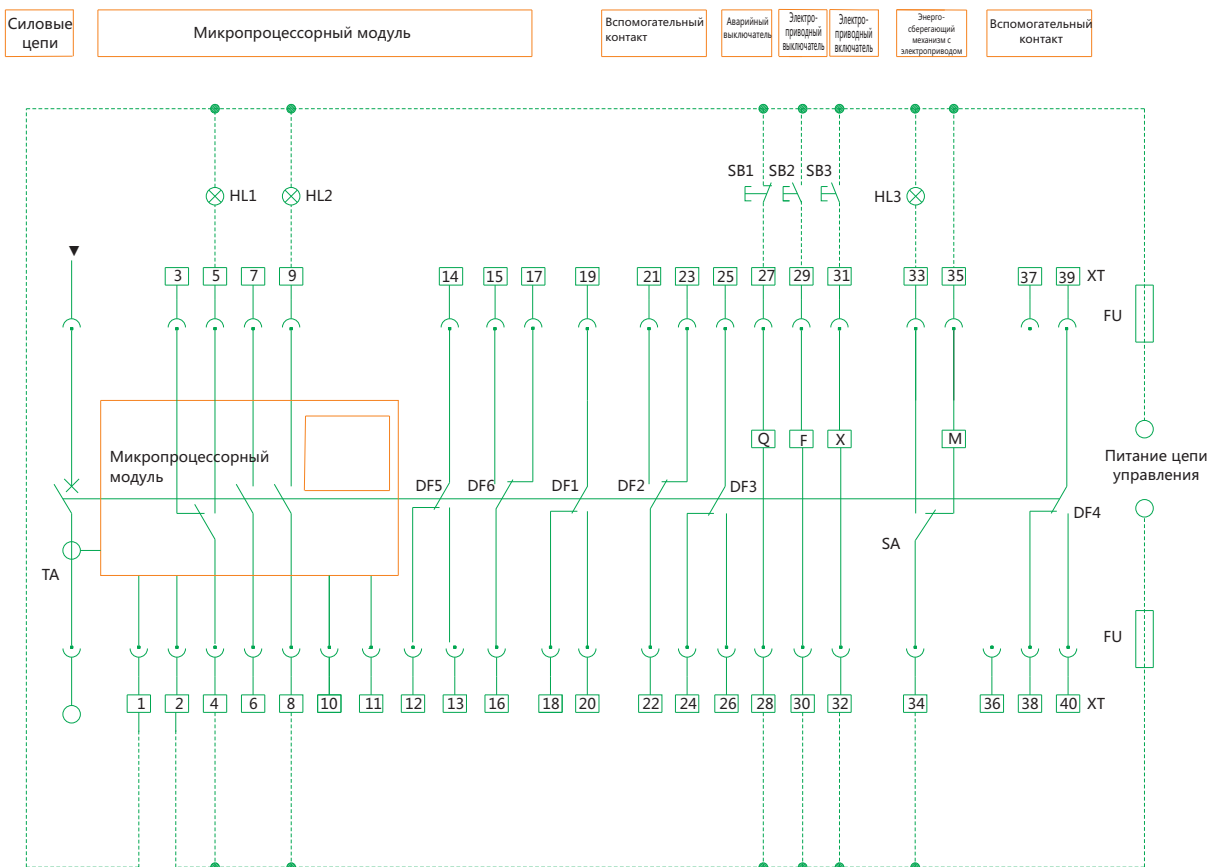 Силовые
цепи
Микропроцессорный модуль
Вспомогательный
контакт
Аварийный
выключатель
Электро-
приводный
выключатель
Электро-
приводный
включатель
Энерго-
сберегающий
механизм с
электроприводом
Вспомогательный
контакт
SB1 SB2 SB3
HL1 HL2 HL3
3 5 7 9 14 15 17 19 21 23 25 27 29 31 33 35 37 39 XT
FU
Q F X M
Микропроцессорный
модуль
Питание цепи
управления
DF5 DF6 DF1 DF2 DF3 DF4
SA
TA
FU
1 2 4 6 8 10 11 12 13 16 18 20 22 24 26 28 30 32 34 36 38 40 XT